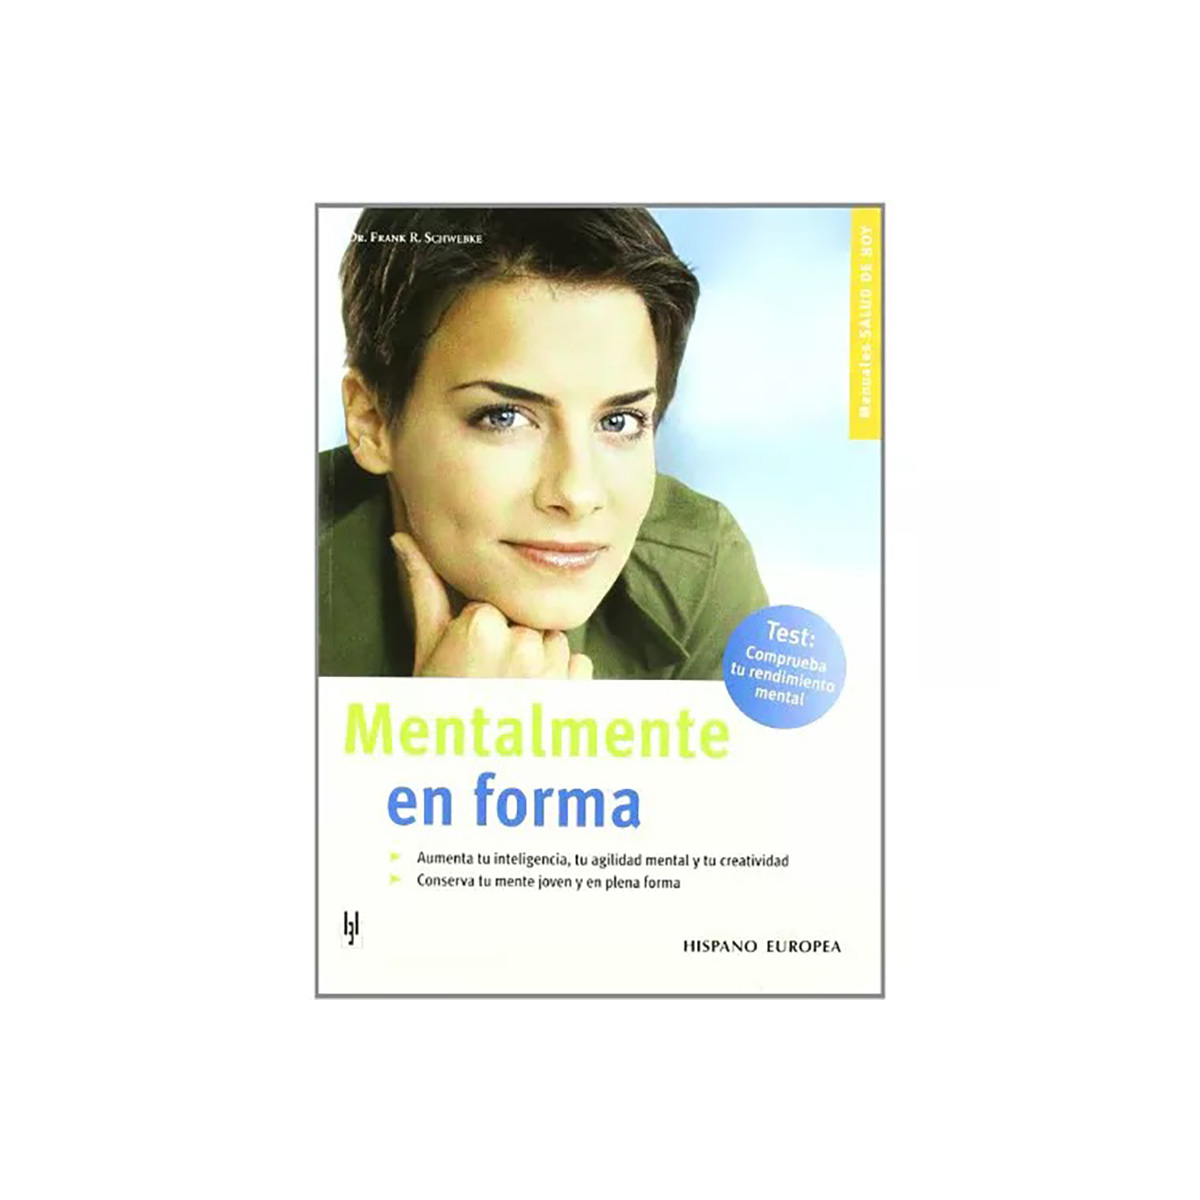 Dr. Frank R. Schwebke
Manuales SALUD DE HOY
Test:
Comprueba
tu rendimiento
mental
Mentalmente
en forma
Aumenta tu inteligencia, tu agilidad mental y tu creatividad
Conserva tu mente joven y en plena forma
HISPANO EUROPEA